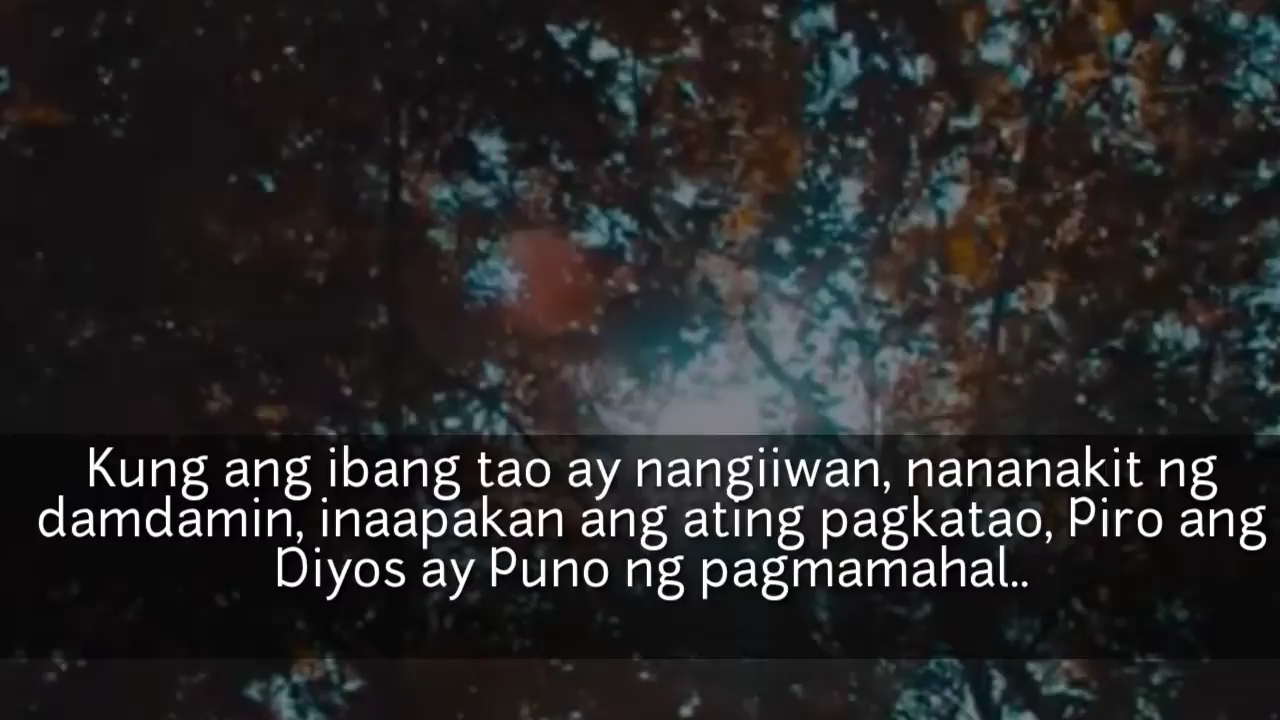 Kung ang ibang tao ay nangiiwan, nananakit ng
damdamin, inaapakan ang ating pagkatao, Piro ang
Diyos ay Puno ng pagmamahal..